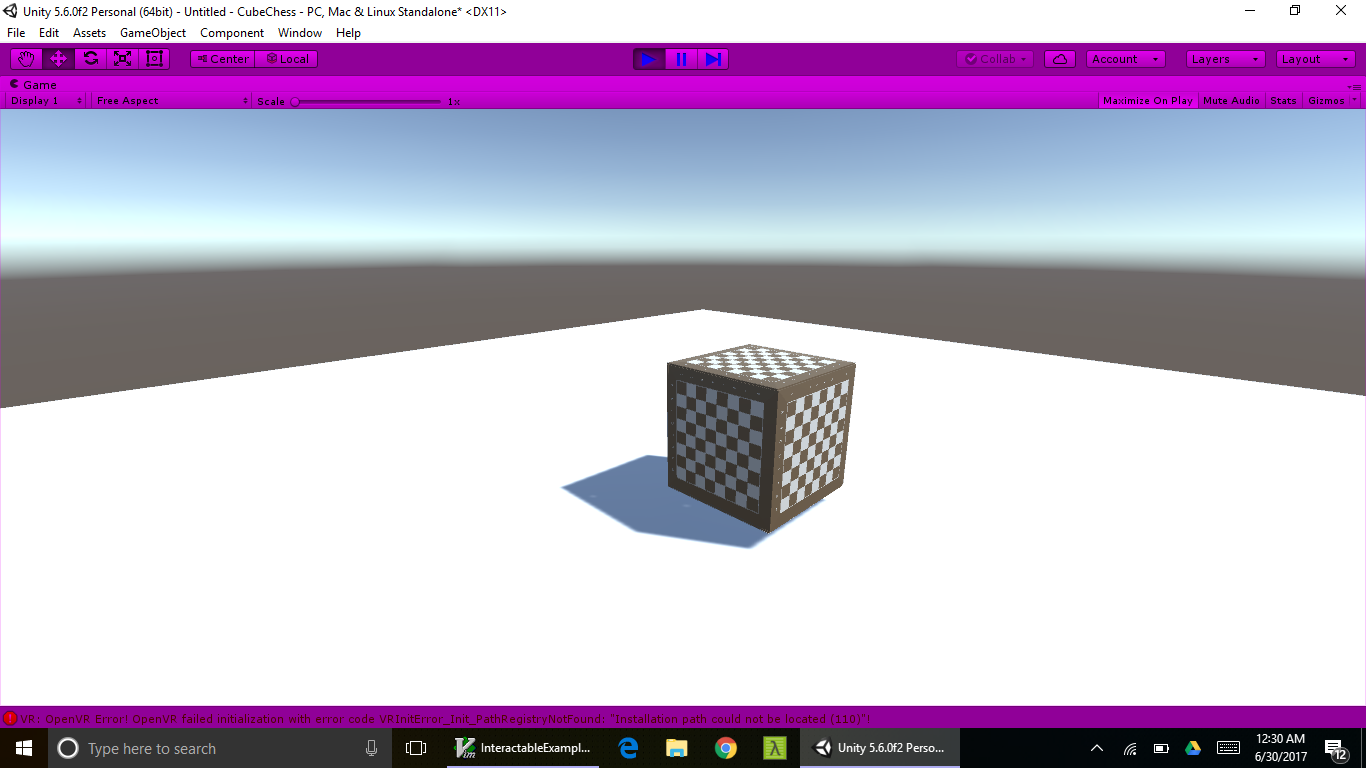 Unity 5.6.0f2 Personal (64bit) - Untitled - CubeChess - PC, Mac & Linux Standalone* <DX11>
File Edit Assets GameObject Component Window Help
Center Local Collab Account Layers Layout
Game
Display 1 Free Aspect Scale 1x Maximize On Play Mute Audio Stats Gizmos
VR: OpenVR Error! OpenVR failed initialization with error code VRInitError_Init_PathRegistryNotFound: "Installation path could not be located (110)"!
Type here to search Vim InteractableExampl... λ Unity 5.6.0f2 Perso... 12:30 AM
6/30/2017 12